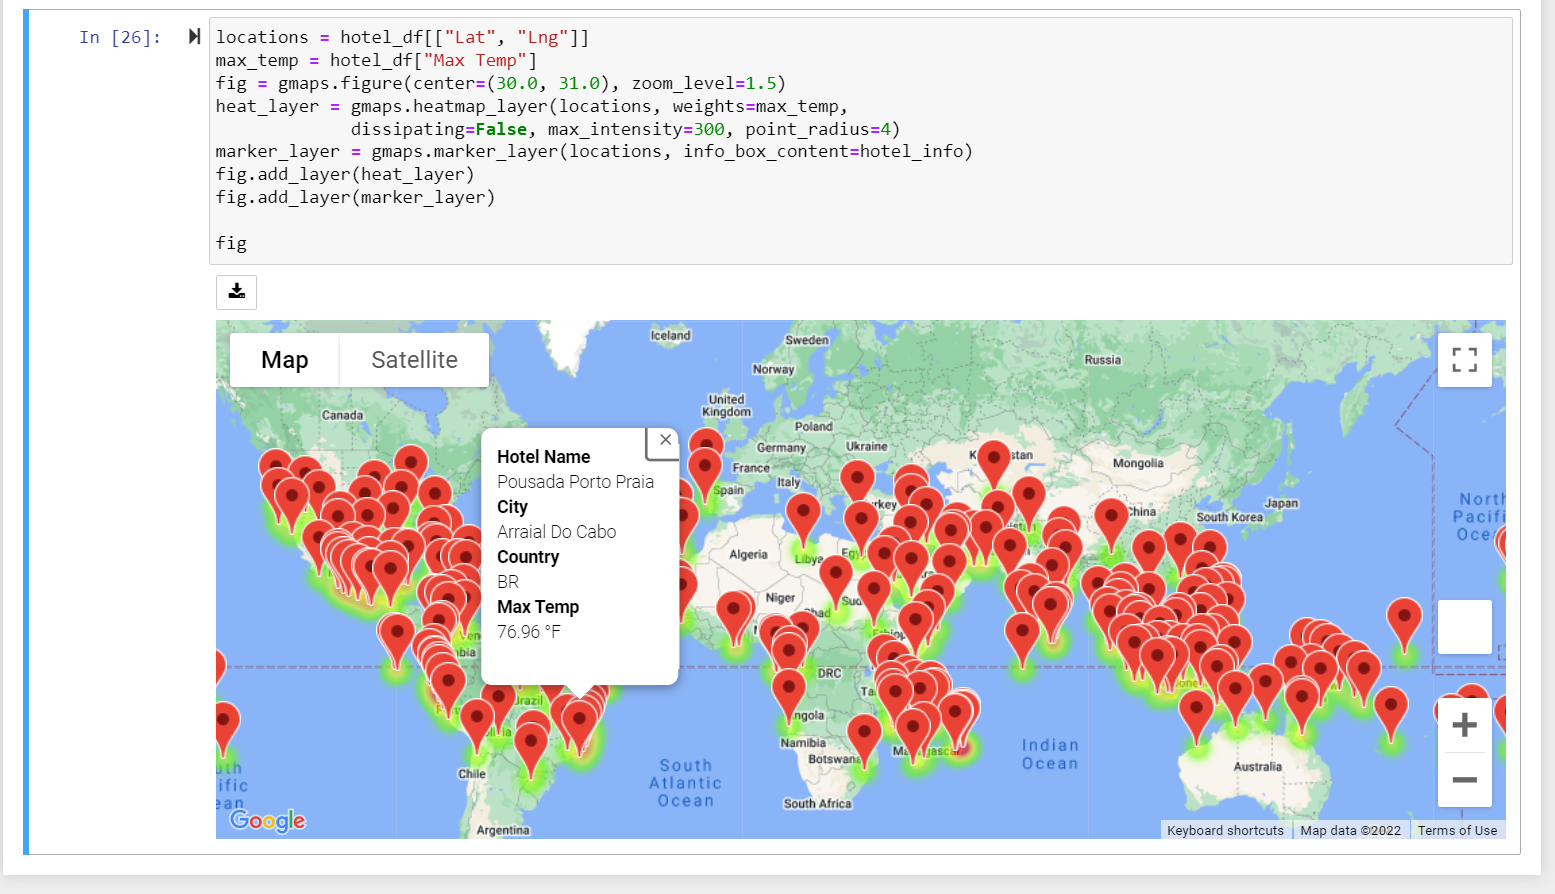 In [26]:
locations = hotel_df[["Lat", "Lng"]]
max_temp = hotel_df["Max Temp"]
fig = gmaps.figure(center=(30.0, 31.0), zoom_level=1.5)
heat_layer = gmaps.heatmap_layer(locations, weights=max_temp,
dissipating=False, max_intensity=300, point_radius=4)
marker_layer = gmaps.marker_layer(locations, info_box_content=hotel_info)
fig.add_layer(heat_layer)
fig.add_layer(marker_layer)
fig
Map
Satellite
Iceland
Sweden
Norway
Russia
Canada
United
Kingdom
Poland
Germany
Ukraine
France
Italy
Spain
Mongolia
China
Japan
South Korea
Hotel Name
Pousada Porto Praia
City
Arraial Do Cabo
Country
BR
Max Temp
76.96 °F
Algeria
Libya
Niger
DRC
Namibia
Botswana
South Africa
Chile
Argentina
South
Atlantic
Ocean
Indian
Ocean
Australia
North
Google
Keyboard shortcuts
Map data ©2022
Terms of Use